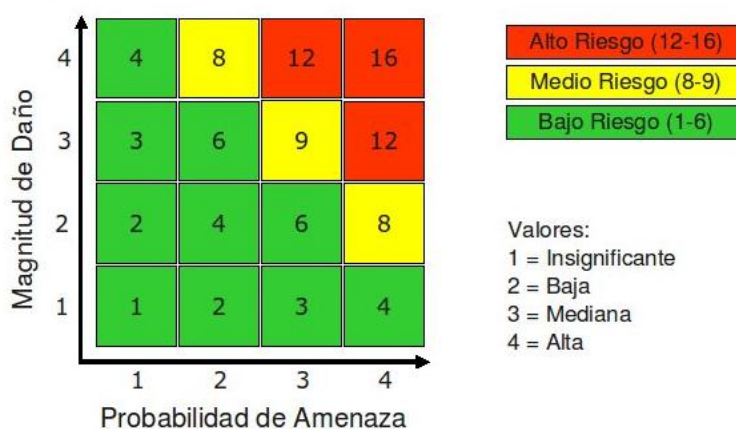 Magnitud de Daño
4 4 8 12 16
3 3 6 9 12
2 2 4 6 8
1 1 2 3 4
1 2 3 4
Probabilidad de Amenaza
Alto Riesgo (12-16)
Medio Riesgo (8-9)
Bajo Riesgo (1-6)
Valores:
1 = Insignificante
2 = Baja
3 = Mediana
4 = Alta